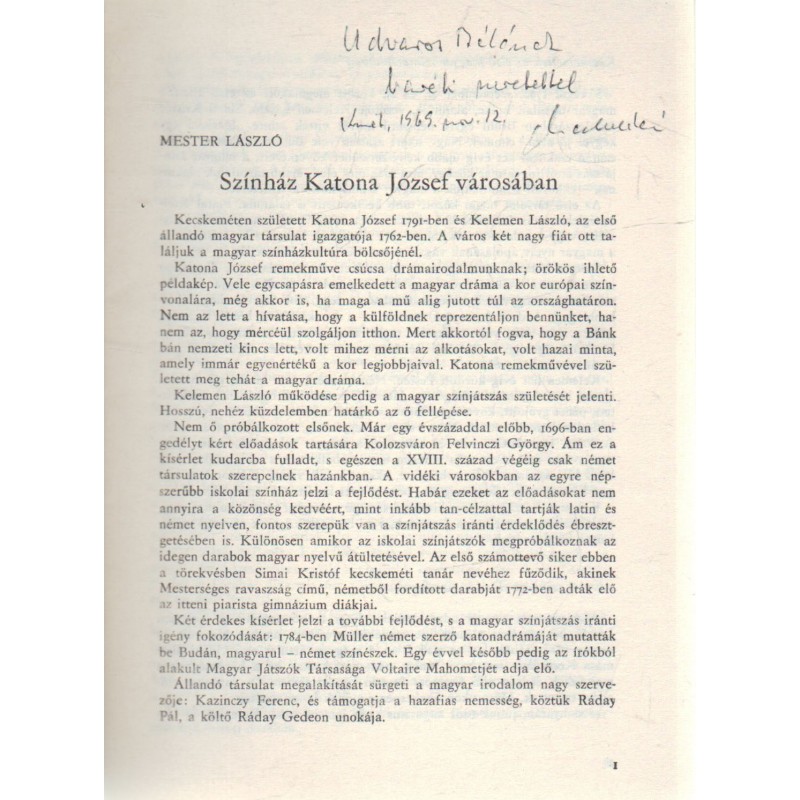 Udvaros Bélának
baráti szeretettel
1969. nov. 12.
MESTER LÁSZLÓ
Színház Katona József városában
Kecskeméten született Katona József 1791-ben és Kelemen László, az első
állandó magyar társulat igazgatója 1762-ben. A város két nagy fiát ott ta-
láljuk a magyar színházkultúra bölcsőjénél.
Katona József remekműve csúcsa drámairodalmunknak; örökös ihlető
példakép. Vele egycsapásra emelkedett a magyar dráma a kor európai szín-
vonalára, még akkor is, ha maga a mű alig jutott túl az országhatáron.
Nem az lett a hívatása, hogy a külföldnek reprezentáljon bennünket, ha-
nem az, hogy mércéül szolgáljon itthon. Mert akkortól fogva, hogy a Bánk
bán nemzeti kincs lett, volt mihez mérni az alkotásokat, volt hazai minta,
amely immár egyenértékű a kor legjobbjaival. Katona remekművével szü-
letett meg tehát a magyar dráma.
Kelemen László működése pedig a magyar színjátszás születését jelenti.
Hosszú, nehéz küzdelemben határkő az ő fellépése.
Nem ő próbálkozott elsőnek. Már egy évszázaddal előbb, 1696-ban en-
gedélyt kért előadások tartására Kolozsváron Felvinczi György. Ám ez a
kísérlet kudarcba fulladt, s egészen a XVIII. század végéig csak német
társulatok szerepelnek hazánkban. A vidéki városokban az egyre nép-
szerűbb iskolai színház jelzi a fejlődést. Habár ezeket az előadásokat nem
annyira a közönség kedvéért, mint inkább tan-célzattal tartják latin és
német nyelven, fontos szerepük van a színjátszás iránti érdeklődés ébreszt-
getésében is. Különösen amikor az iskolai színjátszók megpróbálkoznak az
idegen darabok magyar nyelvű átültetésével. Az első számottevő siker ebben
a törekvésben Simai Kristóf kecskeméti tanár nevéhez fűződik, akinek
Mesterséges ravaszság című, németből fordított darabját 1772-ben adták elő
az itteni piarista gimnázium diákjai.
Két érdekes kísérlet jelzi a további fejlődést, s a magyar színjátszás iránti
igény fokozódását: 1784-ben Müller német szerző katonadrámáját mutatták
be Budán, magyarul – német színészek. Egy évvel később pedig az írókból
alakult Magyar Játszók Társasága Voltaire Mahometjét adja elő.
Állandó társulat megalakítását sürgeti a magyar irodalom nagy szerve-
zője: Kazinczy Ferenc, és támogatja a hazafias nemesség, köztük Ráday
Pál, a költő Ráday Gedeon unokája.
1